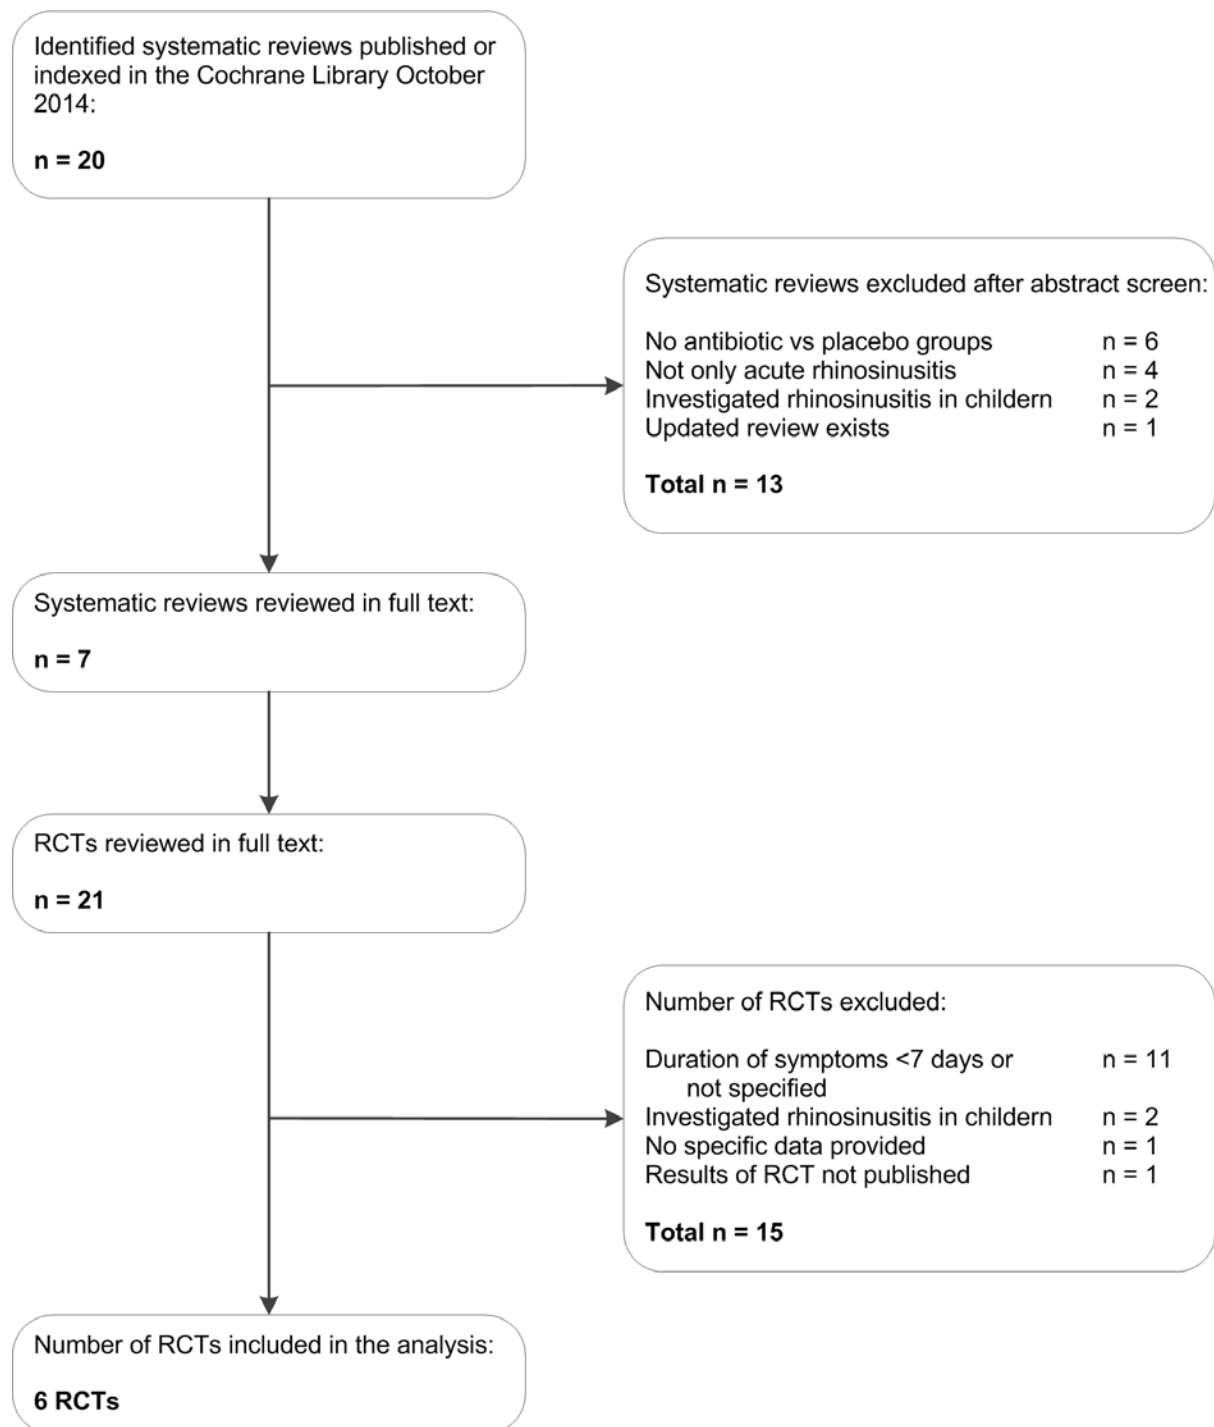 Identified systematic reviews published or
indexed in the Cochrane Library October
2014:
n = 20
Systematic reviews excluded after abstract screen:
No antibiotic vs placebo groups n = 6
Not only acute rhinosinusitis n = 4
Investigated rhinosinusitis in childern n = 2
Updated review exists n = 1
Total n = 13
Systematic reviews reviewed in full text:
n = 7
RCTs reviewed in full text:
n = 21
Number of RCTs excluded:
Duration of symptoms <7 days or n = 11
not specified
Investigated rhinosinusitis in childern n = 2
No specific data provided n = 1
Results of RCT not published n = 1
Total n = 15
Number of RCTs included in the analysis:
6 RCTs